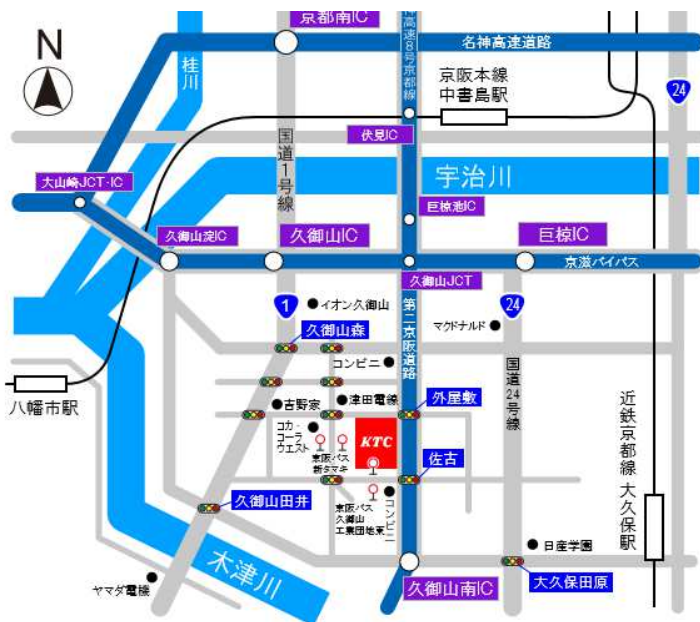 京都南IC
N
名神高速道路
高速8号京都線
桂川
京阪本線
中書島駅
24
国道1号線
伏見IC
宇治川
大山崎JCT・IC
巨椋池IC
久御山淀IC
久御山IC
巨椋IC
京滋バイパス
久御山JCT
1
イオン久御山
第二京阪道路
24
マクドナルド
久御山森
コンビニ
国道24号線
八幡市駅
吉野家
津田電線
外屋敷
近鉄京都線 大久保駅
コカ・
コーラ
ウエスト
KTC
京阪バス
新タマキ
佐古
久御山田井
京阪バス
久御山
工業団地東
コンビニ
日産学園
木津川
ヤマダ電機
久御山南IC
大久保田原